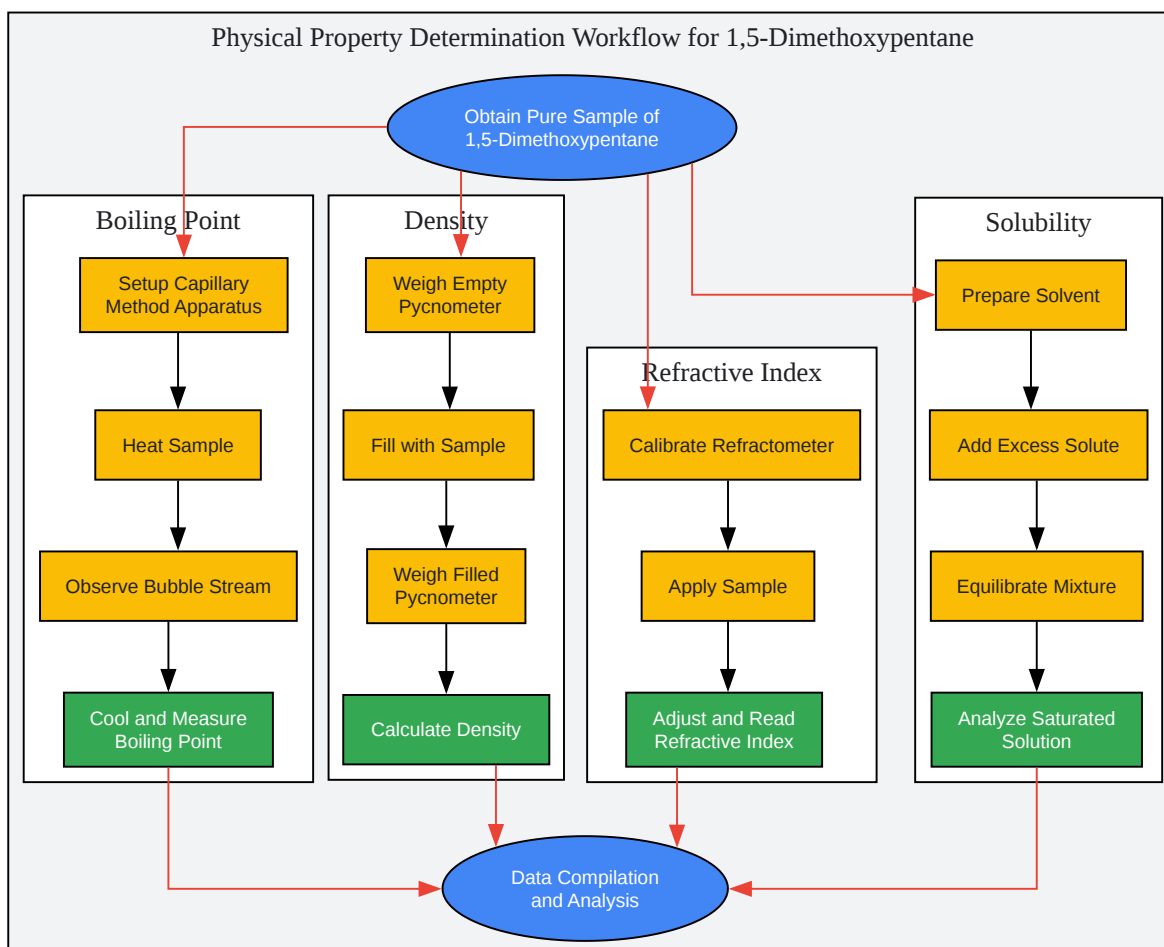 Physical Property Determination Workflow for 1,5-Dimethoxypentane
Obtain Pure Sample of
1,5-Dimethoxypentane
Boiling Point
Setup Capillary
Method Apparatus
Heat Sample
Observe Bubble Stream
Cool and Measure
Boiling Point
Density
Weigh Empty
Pycnometer
Fill with Sample
Weigh Filled
Pycnometer
Calculate Density
Refractive Index
Calibrate Refractometer
Apply Sample
Adjust and Read
Refractive Index
Solubility
Prepare Solvent
Add Excess Solute
Equilibrate Mixture
Analyze Saturated
Solution
Data Compilation
and Analysis